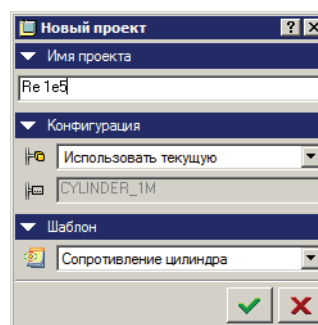 Новый проект
Имя проекта
Re 1e5
Конфигурация
Использовать текущую
CYLINDER_1M
Шаблон
Сопротивление цилиндра